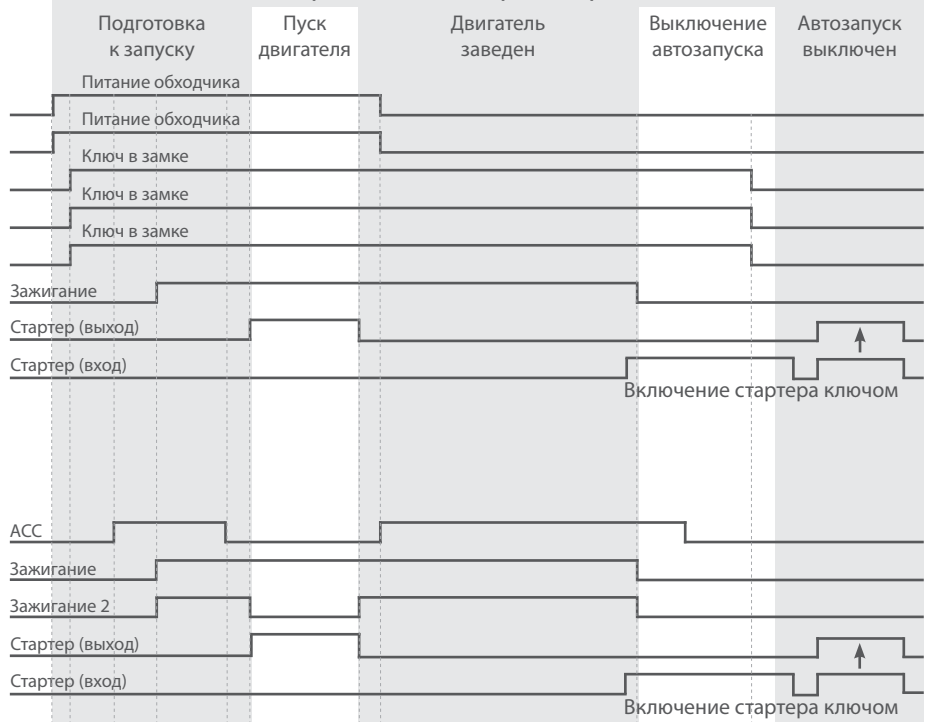 Подготовка к запуску
Пуск двигателя
Двигатель заведен
Выключение автозапуска
Автозапуск выключен
Питание обходчика
Питание обходчика
Ключ в замке
Ключ в замке
Ключ в замке
Зажигание
Стартер (выход)
Стартер (вход)
Включение стартера ключом
ACC
Зажигание
Зажигание 2
Стартер (выход)
Стартер (вход)
Включение стартера ключом